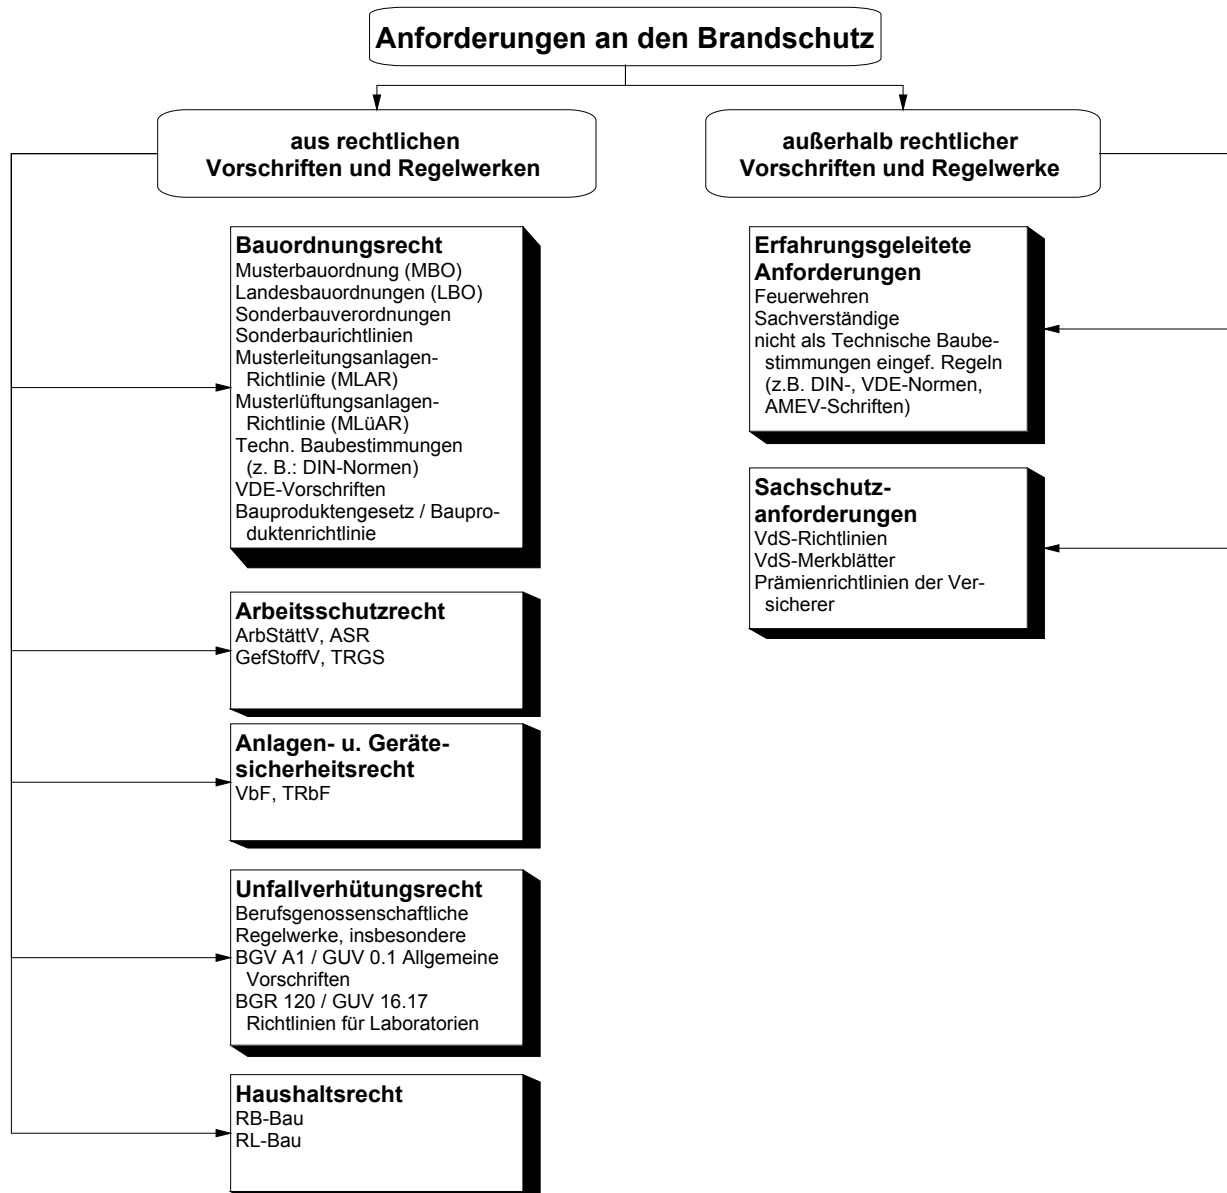 Anforderungen an den Brandschutz
aus rechtlichen
Vorschriften und Regelwerken
außerhalb rechtlicher
Vorschriften und Regelwerke
Bauordnungsrecht
Musterbauordnung (MBO)
Landesbauordnungen (LBO)
Sonderbauverordnungen
Sonderbaurichtlinien
Musterleitungsanlagen-
Richtlinie (MLAR)
Musterlüftungsanlagen-
Richtlinie (MLüAR)
Techn. Baubestimmungen
(z. B.: DIN-Normen)
VDE-Vorschriften
Bauproduktengesetz / Baupro-
duktenrichtlinie
Arbeitsschutzrecht
ArbStättV, ASR
GefStoffV, TRGS
Anlagen- u. Geräte-
sicherheitsrecht
VbF, TRbF
Unfallverhütungsrecht
Berufsgenossenschaftliche
Regelwerke, insbesondere
BGV A1 / GUV 0.1 Allgemeine
Vorschriften
BGR 120 / GUV 16.17
Richtlinien für Laboratorien
Haushaltsrecht
RB-Bau
RL-Bau
Erfahrungsgeleitete
Anforderungen
Feuerwehren
Sachverständige
nicht als Technische Baube-
stimmungen eingef. Regeln
(z.B. DIN-, VDE-Normen,
AMEV-Schriften)
Sachschutz-
anforderungen
VdS-Richtlinien
VdS-Merkblätter
Prämienrichtlinien der Ver-
sicherer